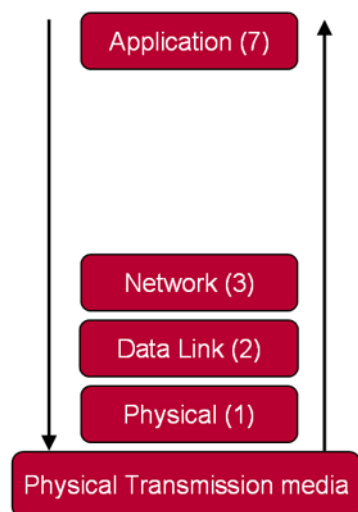 Application (7)
Network (3)
Data Link (2)
Physical (1)
Physical Transmission media